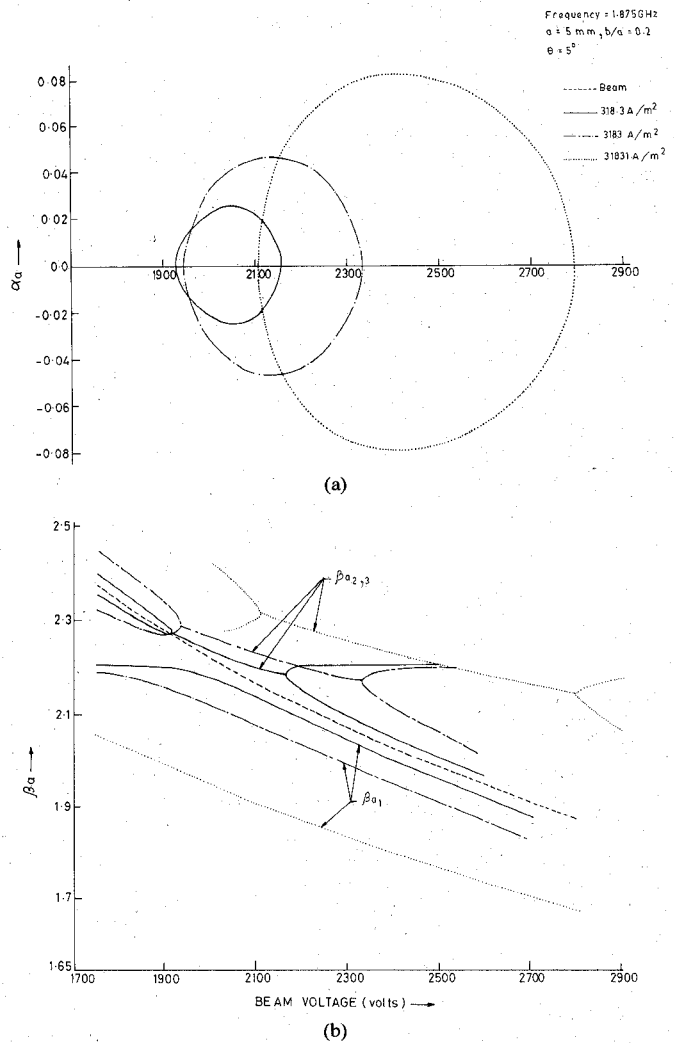 Frequency = 1·875GHz
a = 5 mm, b/a = 0.2
θ = 5°
Beam
318·3 A/m²
3183 A/m²
31831 A/m²
0·08
0·06
0·04
0·02
0·0
-0·02
-0·04
-0·06
-0·08
αa
1900 2100 2300 2500 2700 2900
(a)
2·5
2·3
2·1
1·9
1·7
1·65
βa
βa2,3
βa1
1700 1900 2100 2300 2500 2700 2900
BEAM VOLTAGE (volts)
(b)